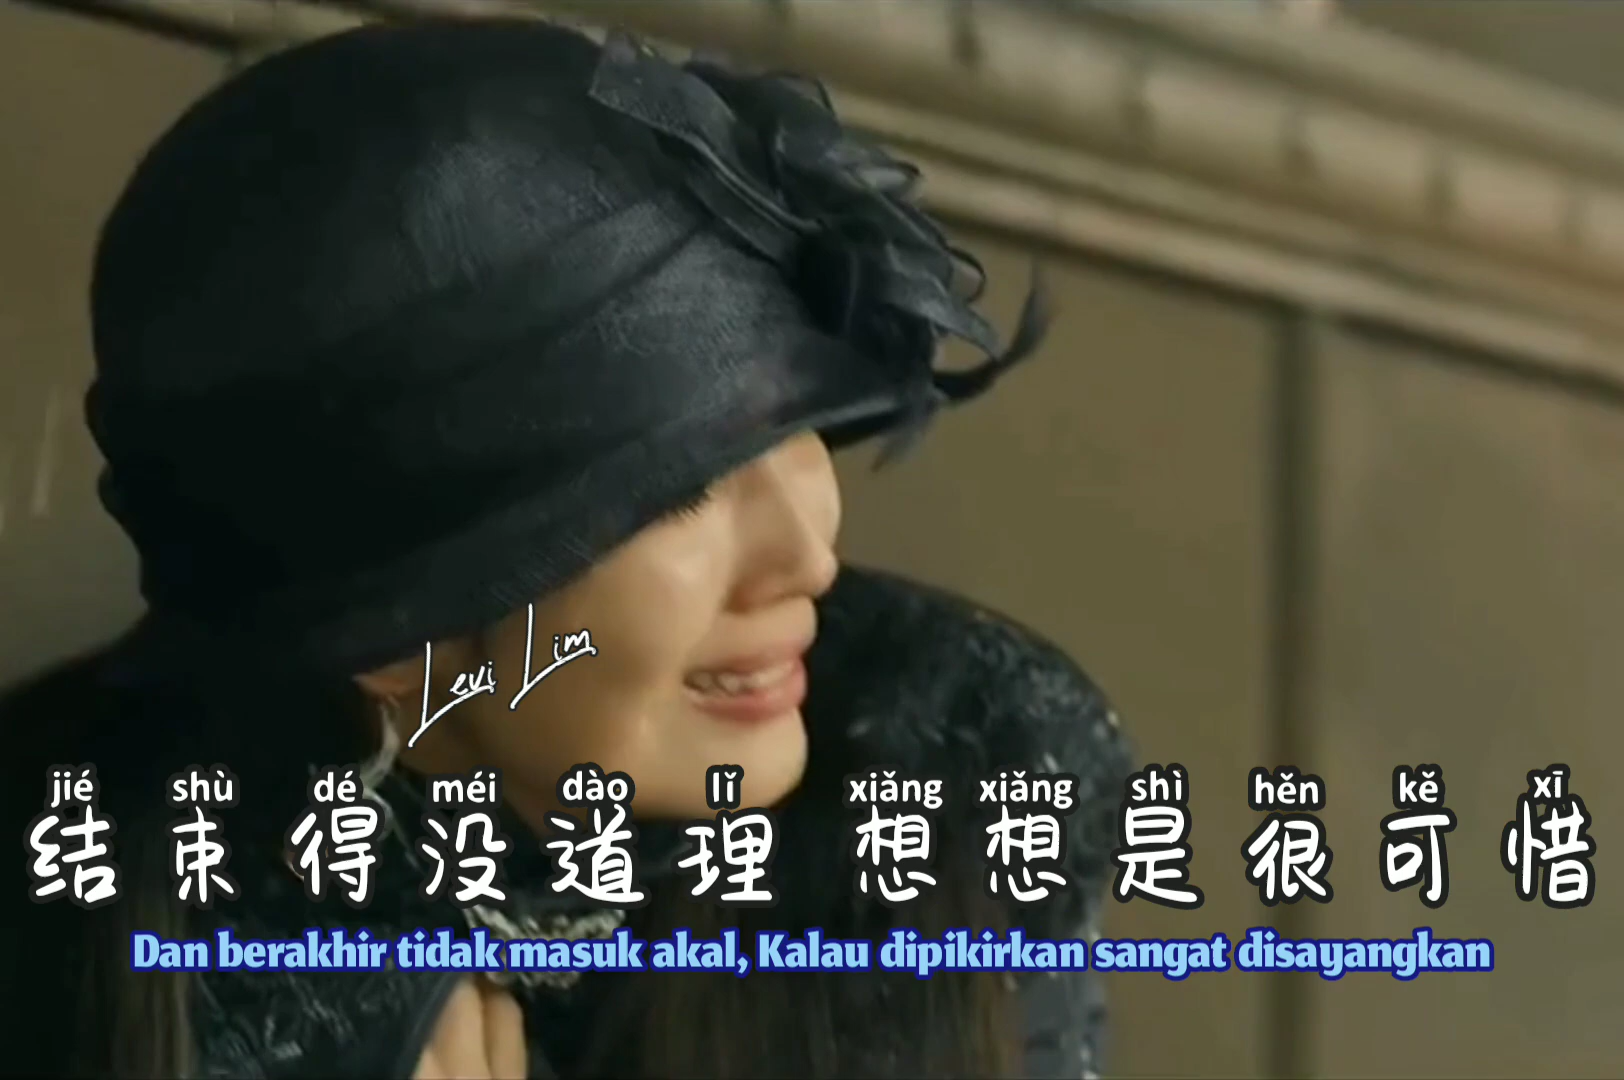 Levi Lim
jié shù dé méi dào lǐ xiǎng xiǎng shì hěn kě xī
结束得没道理 想想是很可惜
Dan berakhir tidak masuk akal, Kalau dipikirkan sangat disayangkan